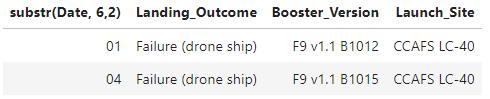 substr(Date, 6,2) Landing_Outcome Booster_Version Launch_Site
01 Failure (drone ship) F9 v1.1 B1012 CCAFS LC-40
04 Failure (drone ship) F9 v1.1 B1015 CCAFS LC-40